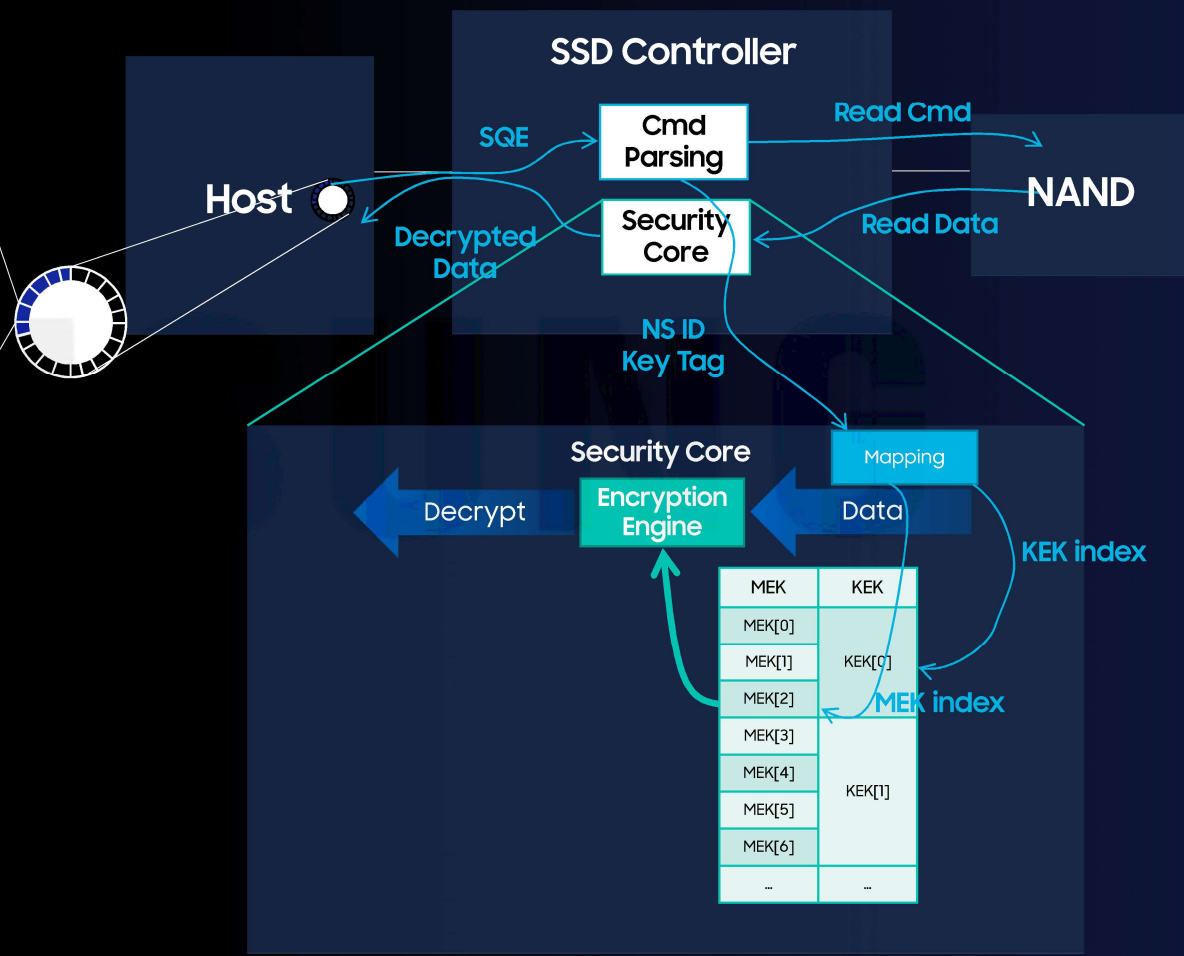 SSD Controller
SQE
Cmd
Parsing
Read Cmd
Host
NAND
Security
Core
Decrypted
Data
Read Data
NS ID
Key Tag
Security Core
Mapping
Decrypt
Encryption
Engine
Data
KEK index
MEK KEK
MEK[0]
MEK[1] KEK[0]
MEK[2]
MEK index
MEK[3]
MEK[4]
MEK[5] KEK[1]
MEK[6]
... ...